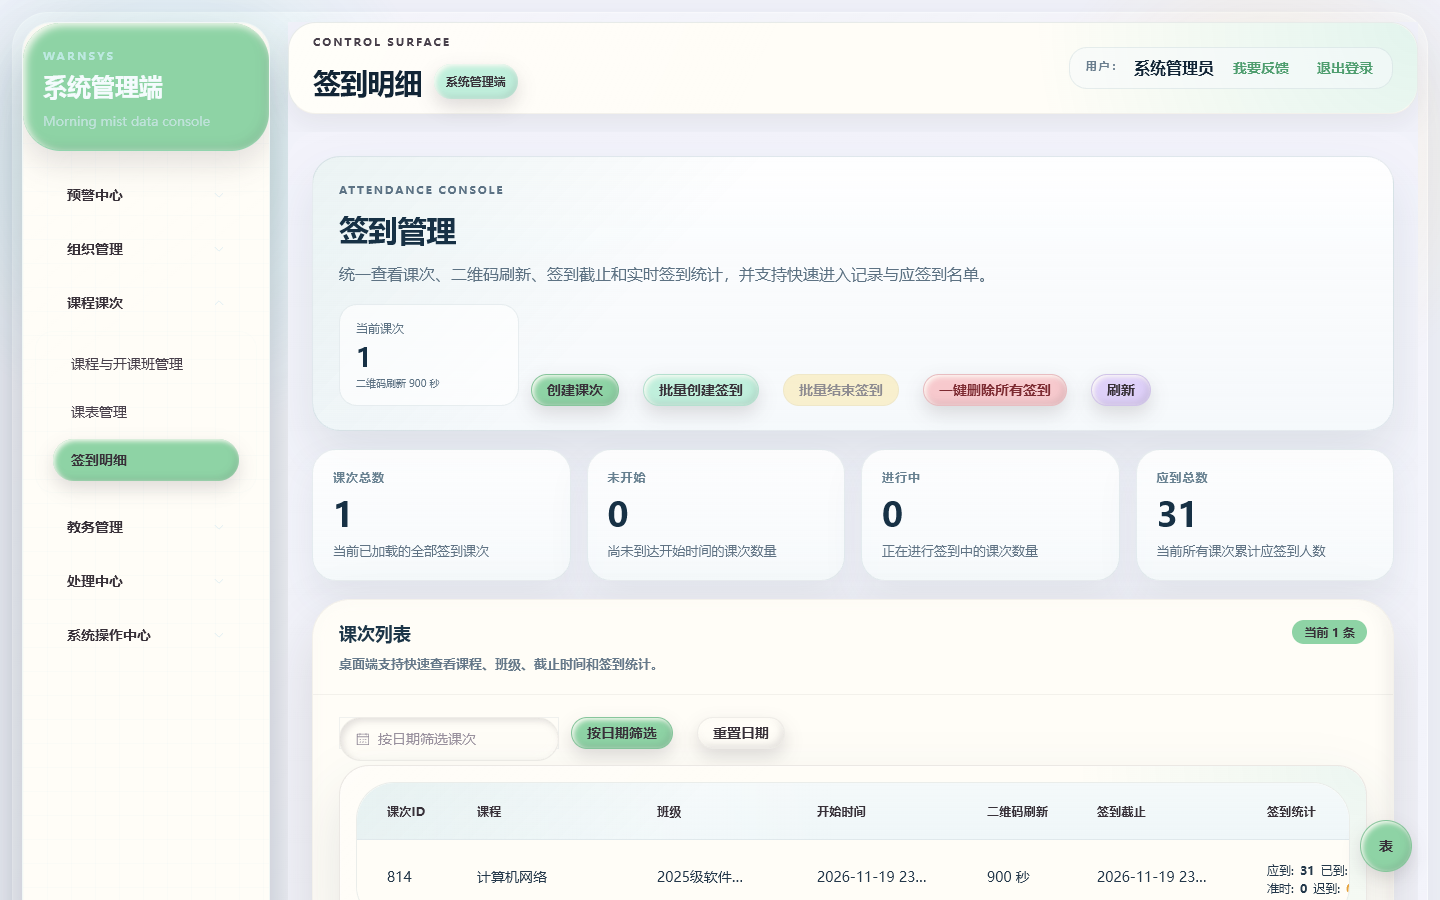 WARNSYS
系统管理端
Morning mist data console
预警中心
组织管理
课程课次
课程与开课班管理
课表管理
签到明细
教务管理
处理中心
系统操作中心
CONTROL SURFACE
签到明细 系统管理端
用户： 系统管理员 我要反馈 退出登录
ATTENDANCE CONSOLE
签到管理
统一查看课次、二维码刷新、签到截止和实时签到统计，并支持快速进入记录与应签到名单。
当前课次
1
二维码刷新 900 秒
创建课次 批量创建签到 批量结束签到 一键删除所有签到 刷新
课次总数
1
当前已加载的全部签到课次
未开始
0
尚未到达开始时间的课次数量
进行中
0
正在进行签到中的课次数量
应到总数
31
当前所有课次累计应签到人数
课次列表
当前 1 条
桌面端支持快速查看课程、班级、截止时间和签到统计。
按日期筛选课次 按日期筛选 重置日期
课次ID 课程 班级 开始时间 二维码刷新 签到截止 签到统计
814 计算机网络 2025级软件... 2026-11-19 23... 900 秒 2026-11-19 23... 应到: 31 已到:
准时: 0 迟到:
表